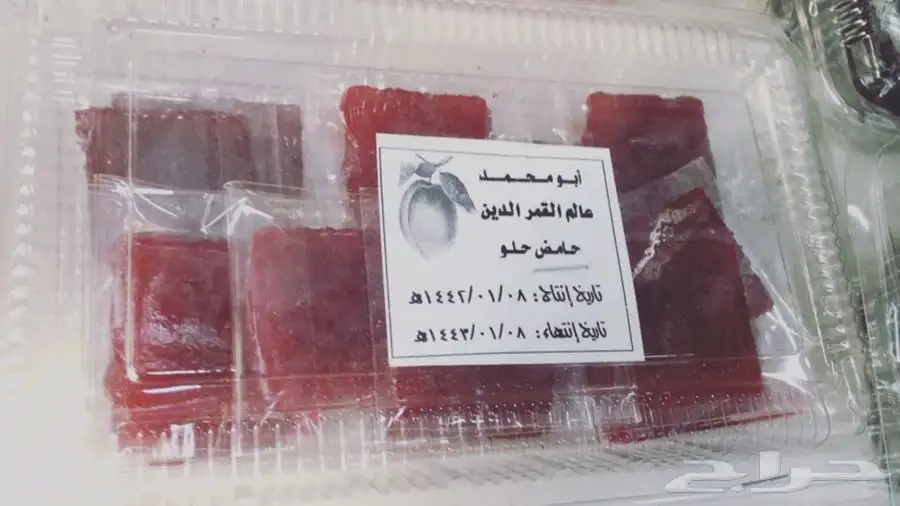 أبو محمد
عالم القمر الدين
حامض حلو
تاريخ إنتاج: ١٤٤٢/٠١/٠٨هـ
تاريخ إنتهاء: ١٤٤٣/٠١/٠٨هـ
حراج